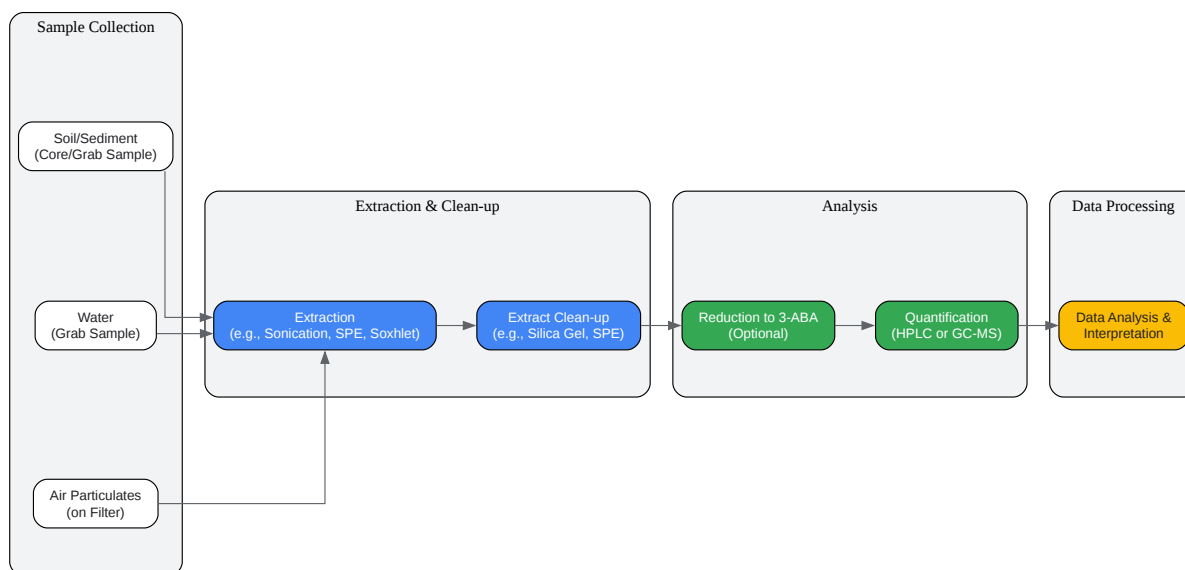 Sample Collection
Soil/Sediment
(Core/Grab Sample)
Water
(Grab Sample)
Air Particulates
(on Filter)
Extraction & Clean-up
Extraction
(e.g., Sonication, SPE, Soxhlet)
Extract Clean-up
(e.g., Silica Gel, SPE)
Analysis
Reduction to 3-ABA
(Optional)
Quantification
(HPLC or GC-MS)
Data Processing
Data Analysis &
Interpretation